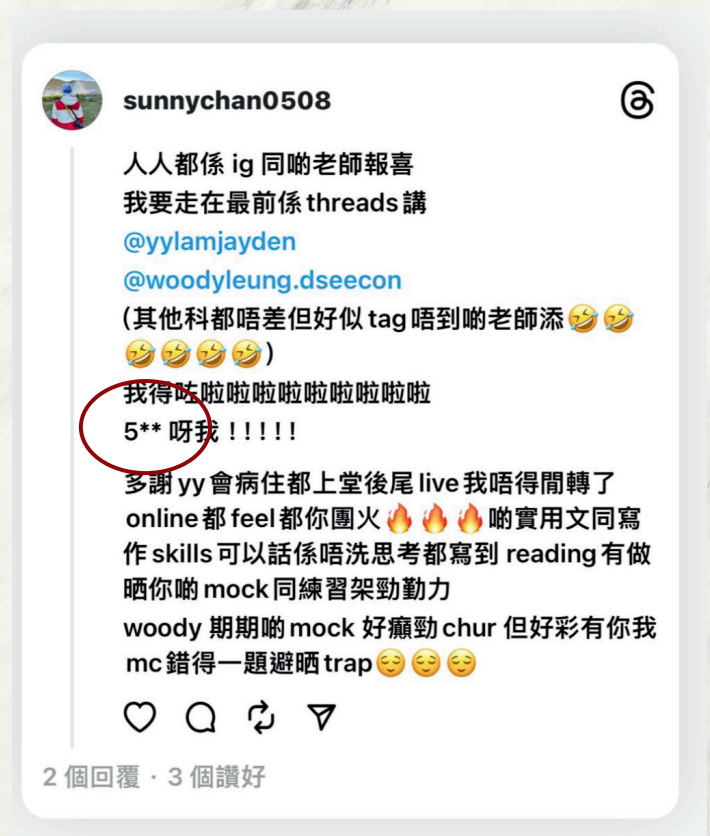 sunnychan0508
人人都係 ig 同啲老師報喜
我要走在最前係 threads 講
@yylamjayden
@woodyleung.dseecon
(其他科都唔差但好似 tag 唔到啲老師添🤣🤣
🤣🤣🤣🤣)
我得咗啦啦啦啦啦啦啦啦啦
5** 呀我 !!!!!
多謝 yy 會病住都上堂後尾 live 我唔得閒轉了
online 都 feel 都你團火🔥🔥🔥啲實用文同寫
作 skills 可以話係唔洗思考都寫到 reading 有做
晒你啲 mock 同練習架勁勤力
woody 期期啲 mock 好癲勁 chur 但好彩有你我
mc 錯得一題避晒 trap😌😌😌
2 個回覆 · 3 個讚好